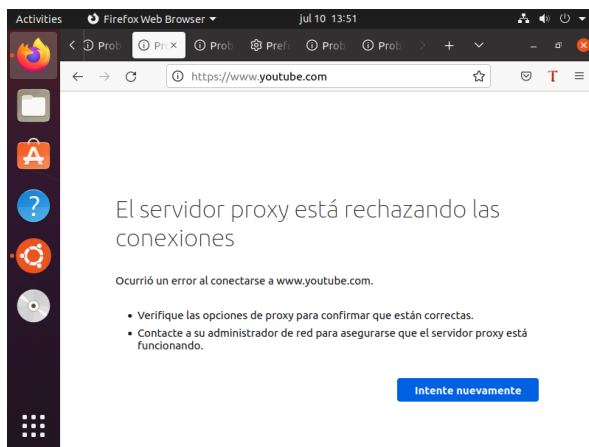 Activities Firefox Web Browser jul 10 13:51
Prob Pr Prob Prefe Prob Prob
https://www.youtube.com T
El servidor proxy está rechazando las
conexiones
Ocurrió un error al conectarse a www.youtube.com.
• Verifique las opciones de proxy para confirmar que están correctas.
• Contacte a su administrador de red para asegurarse que el servidor proxy está
funcionando.
Intente nuevamente